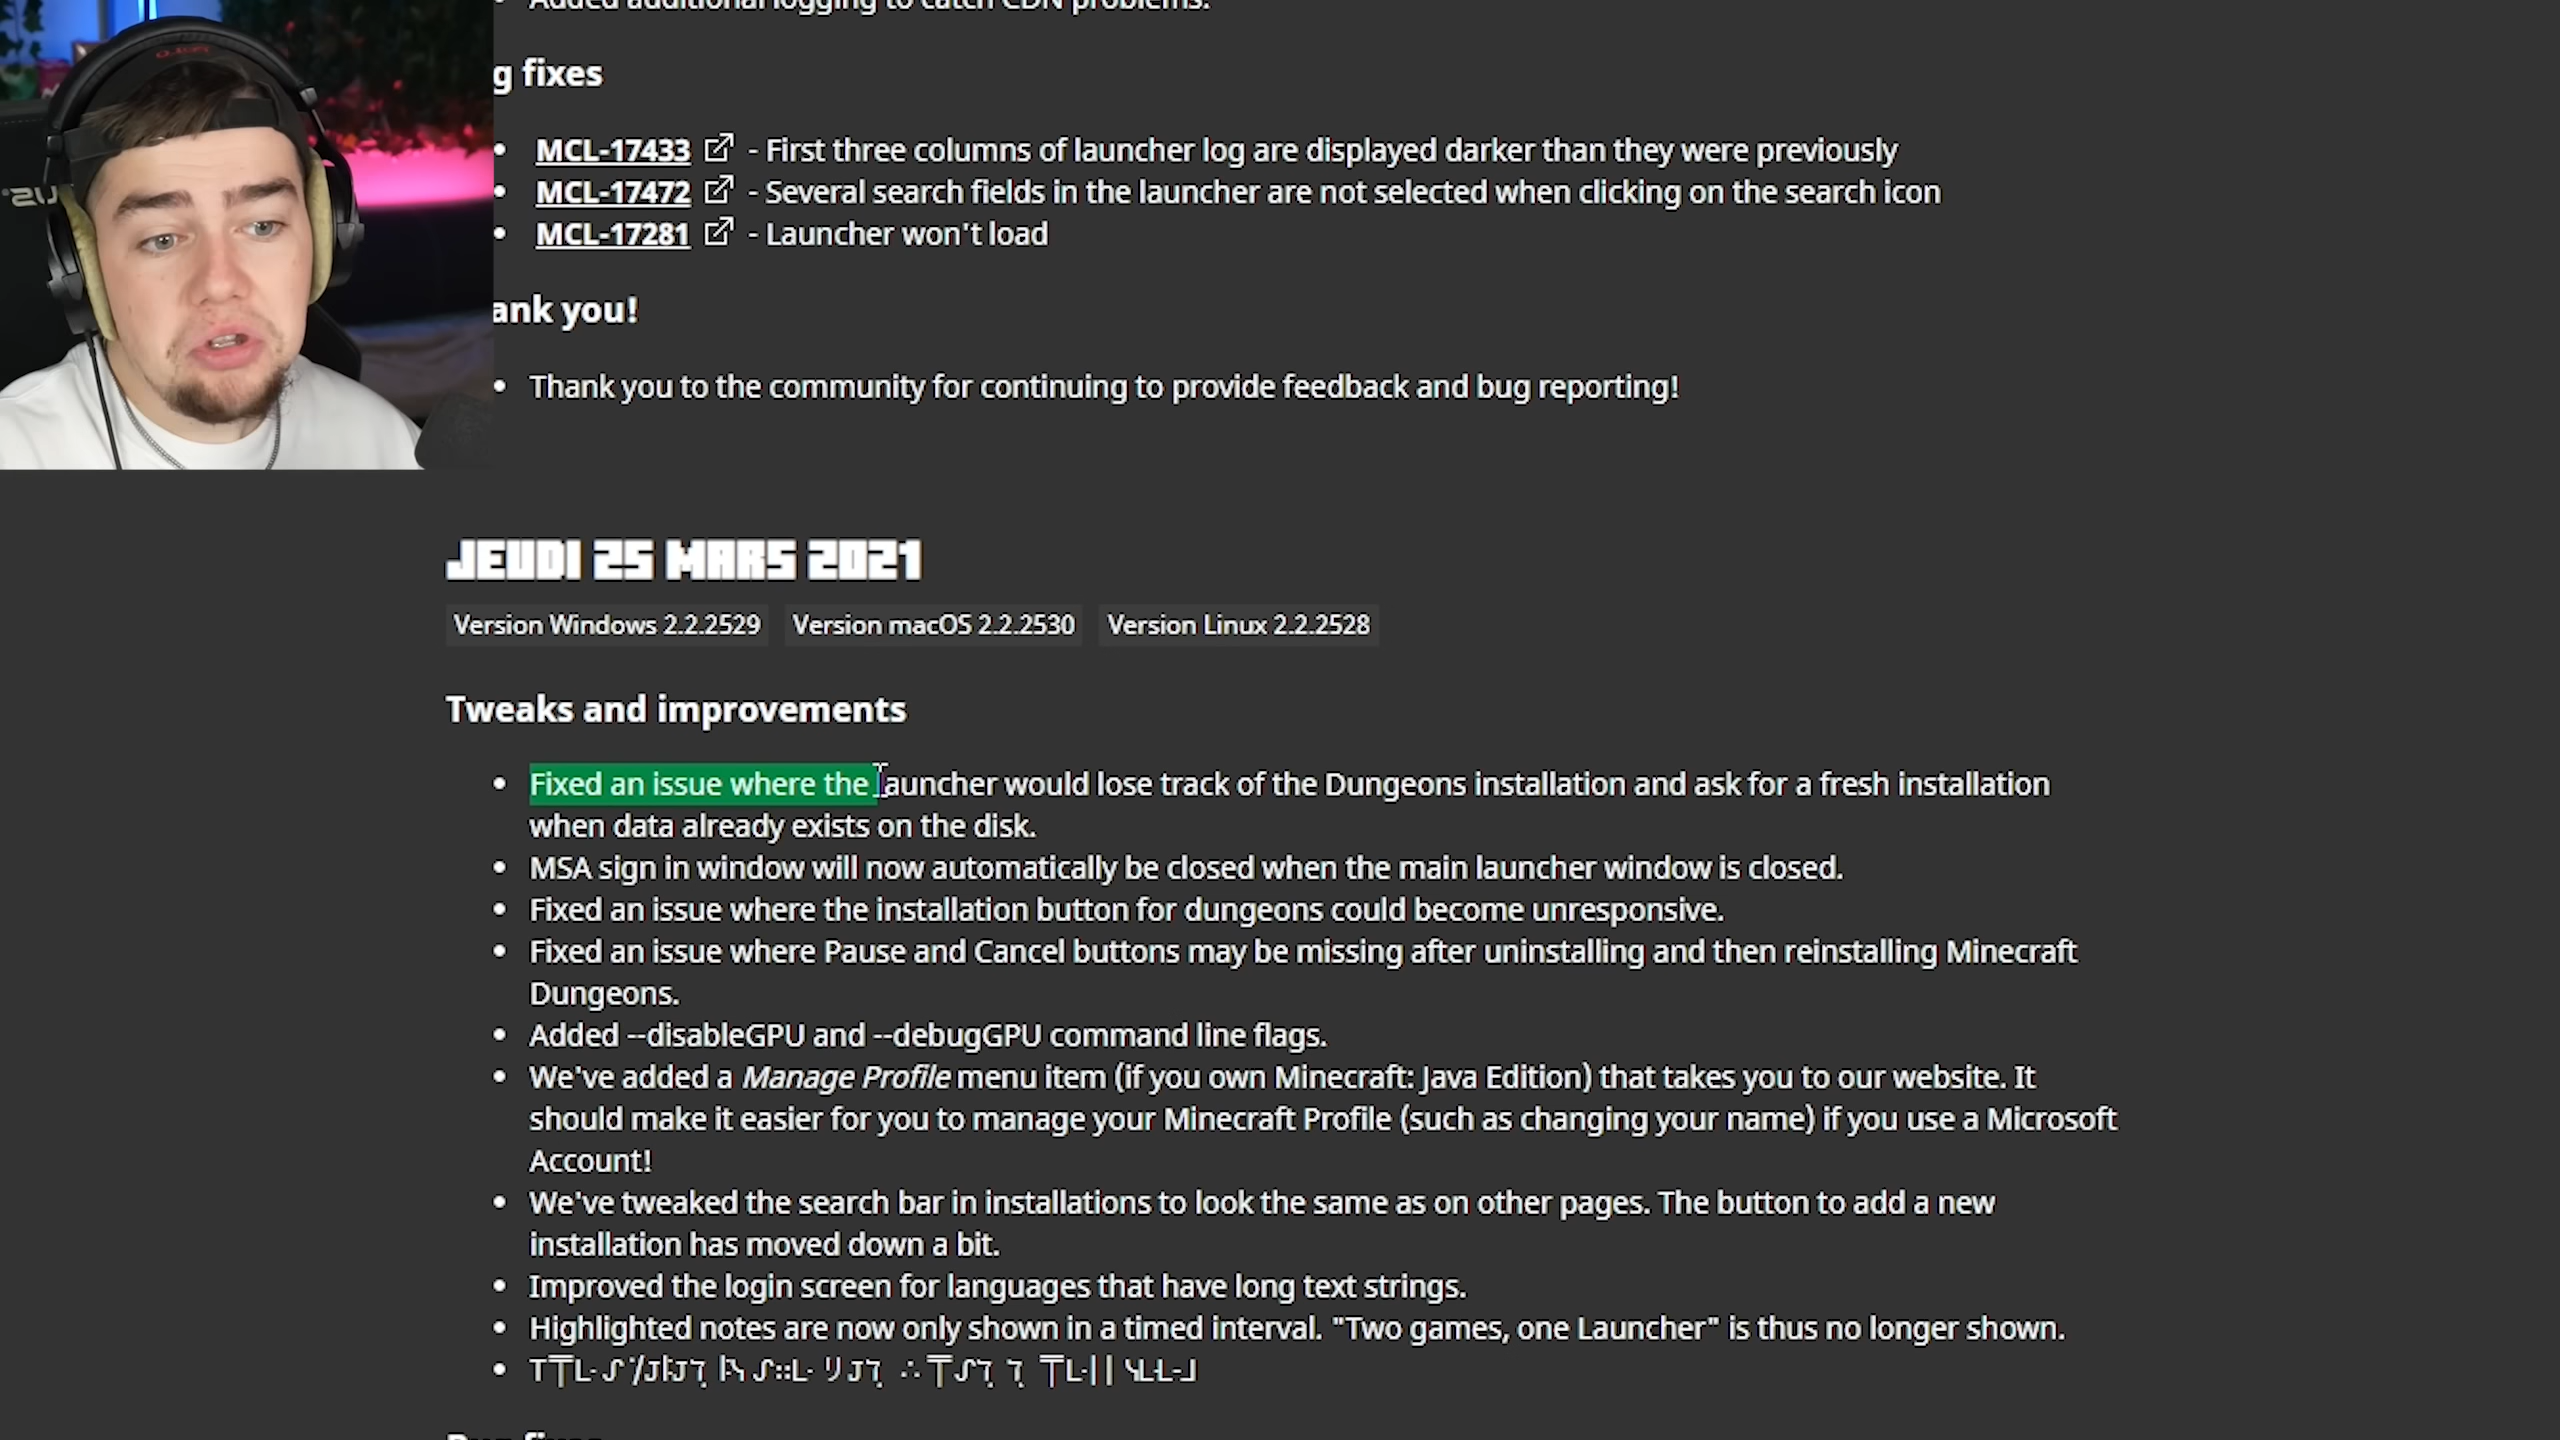 Added additional logging to catch CDN problems.
g fixes
MCL-17433 - First three columns of launcher log are displayed darker than they were previously
MCL-17472 - Several search fields in the launcher are not selected when clicking on the search icon
MCL-17281 - Launcher won't load
ank you!
Thank you to the community for continuing to provide feedback and bug reporting!
JEUDI 25 MARS 2021
Version Windows 2.2.2529 Version macOS 2.2.2530 Version Linux 2.2.2528
Tweaks and improvements
Fixed an issue where the launcher would lose track of the Dungeons installation and ask for a fresh installation
when data already exists on the disk.
MSA sign in window will now automatically be closed when the main launcher window is closed.
Fixed an issue where the installation button for dungeons could become unresponsive.
Fixed an issue where Pause and Cancel buttons may be missing after uninstalling and then reinstalling Minecraft
Dungeons.
Added --disableGPU and --debugGPU command line flags.
We've added a Manage Profile menu item (if you own Minecraft: Java Edition) that takes you to our website. It
should make it easier for you to manage your Minecraft Profile (such as changing your name) if you use a Microsoft
Account!
We've tweaked the search bar in installations to look the same as on other pages. The button to add a new
installation has moved down a bit.
Improved the login screen for languages that have long text strings.
Highlighted notes are now only shown in a timed interval. "Two games, one Launcher" is thus no longer shown.